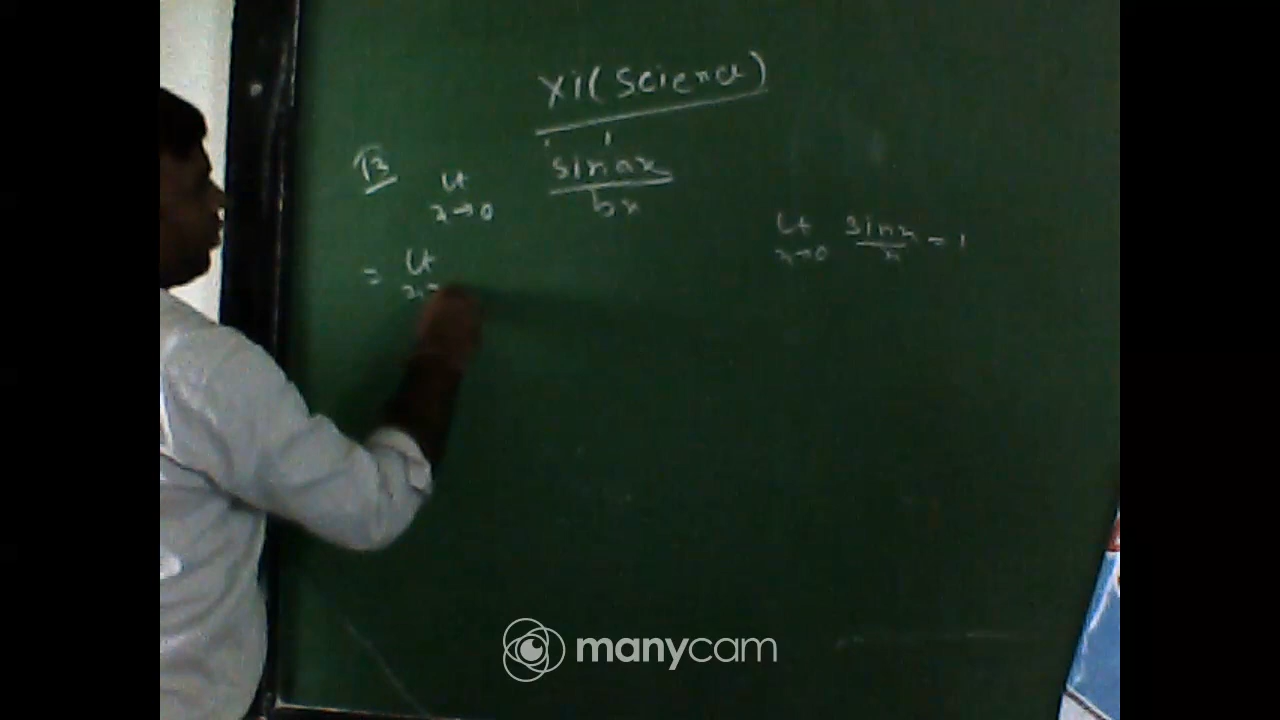 XI (Science)
13 Lt x→0 sin ax / bx
Lt x→0 sin x / x = 1
= Lt
manycam